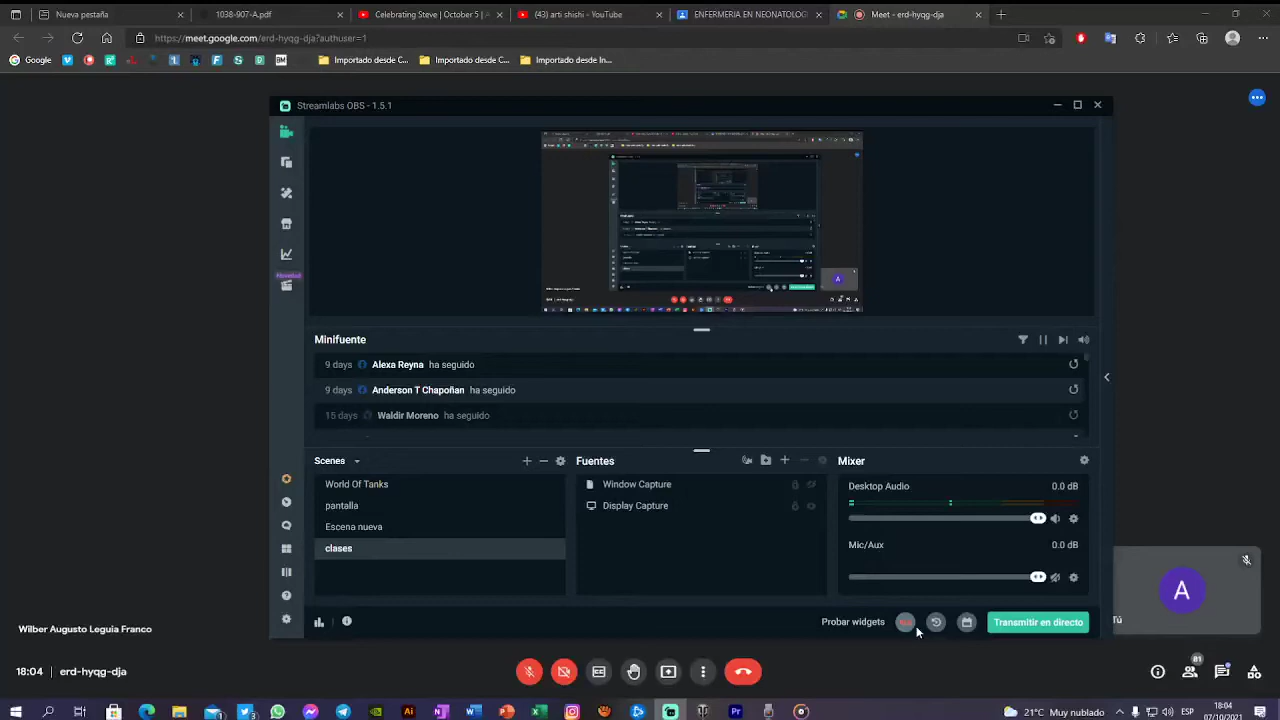 Nueva pestaña
1038-907-A.pdf
Celebrating Steve | October 5 | A
(43) arti shishi - YouTube
ENFERMERIA EN NEONATOLOG
Meet - erd-hyqg-dja
https://meet.google.com/erd-hyqg-dja?authuser=1
Google
BM
Importado desde C...
Importado desde C...
Importado desde In...
Streamlabs OBS - 1.5.1
Minifuente
9 days Alexa Reyna ha seguido
9 days Anderson T Chapoñan ha seguido
15 days Waldir Moreno ha seguido
Scenes
Fuentes
Mixer
World Of Tanks
pantalla
Escena nueva
clases
Window Capture
Display Capture
Desktop Audio 0.0 dB
Mic/Aux 0.0 dB
Probar widgets
Transmitir en directo
A
Tú
Wilber Augusto Leguia Franco
18:04 erd-hyqg-dja
81
21°C Muy nublado
ESP
18:04
07/10/2021